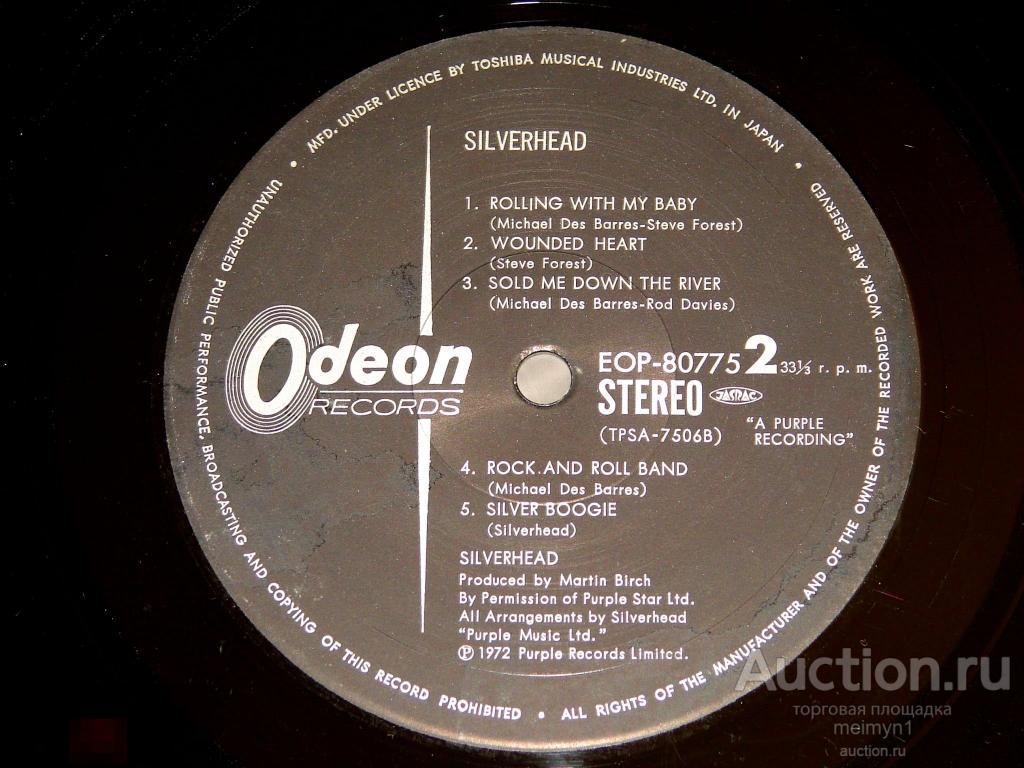 MFD. UNDER LICENCE BY TOSHIBA MUSICAL INDUSTRIES LTD. IN JAPAN
SILVERHEAD
1. ROLLING WITH MY BABY
(Michael Des Barres-Steve Forest)
2. WOUNDED HEART
(Steve Forest)
3. SOLD ME DOWN THE RIVER
(Michael Des Barres-Rod Davies)
Odeon
RECORDS
EOP-80775 2 33⅓ r. p. m.
STEREO JASRAC
(TPSA-7506B)
"A PURPLE
RECORDING"
4. ROCK AND ROLL BAND
(Michael Des Barres)
5. SILVER BOOGIE
(Silverhead)
SILVERHEAD
Produced by Martin Birch
By Permission of Purple Star Ltd.
All Arrangements by Silverhead
"Purple Music Ltd."
Ⓟ 1972 Purple Records Limited.
UNAUTHORIZED PUBLIC PERFORMANCE, BROADCASTING AND COPYING OF THIS RECORD PROHIBITED • ALL RIGHTS OF THE MANUFACTURER AND OF THE OWNER OF THE RECORDED WORK ARE RESERVED
Auction.ru
торговая площадка
meimyn1
auction.ru